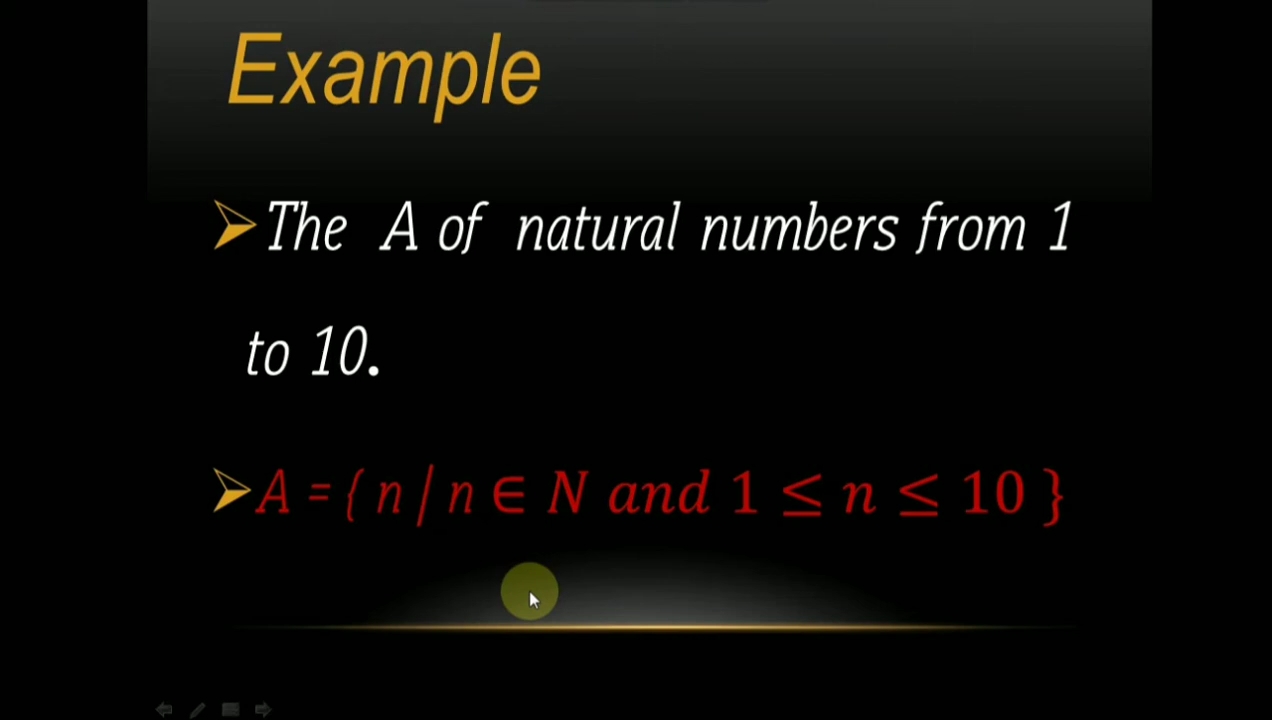 Example
The A of natural numbers from 1
to 10.
A = { n / n ∈ N and 1 ≤ n ≤ 10 }